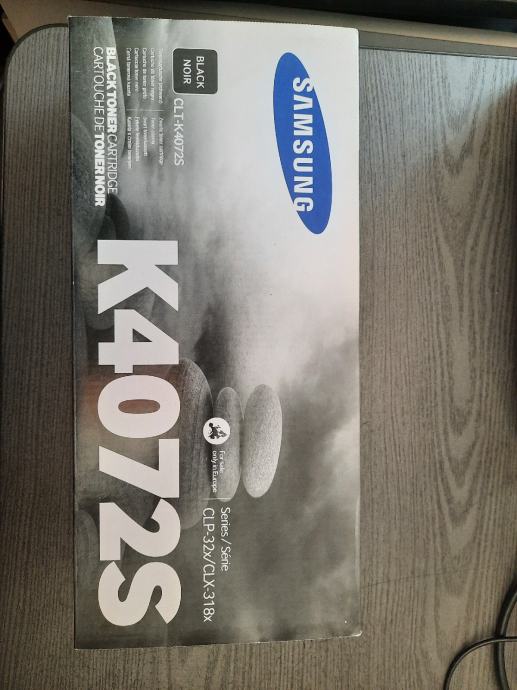 SAMSUNG
BLACK
NOIR
CLT-K4072S
BLACK TONER CARTRIDGE
CARTOUCHE DE TONER NOIR
K4072S
For Sale
only in Europe
Series / Série
CLP-32x/CLX-318x